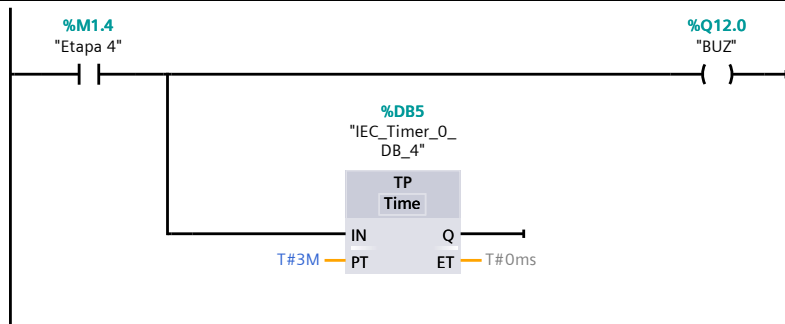 %M1.4
"Etapa 4"
%Q12.0
"BUZ"
%DB5
"IEC_Timer_0_
DB_4"
TP
Time
IN
Q
T#3M
PT
ET
T#0ms